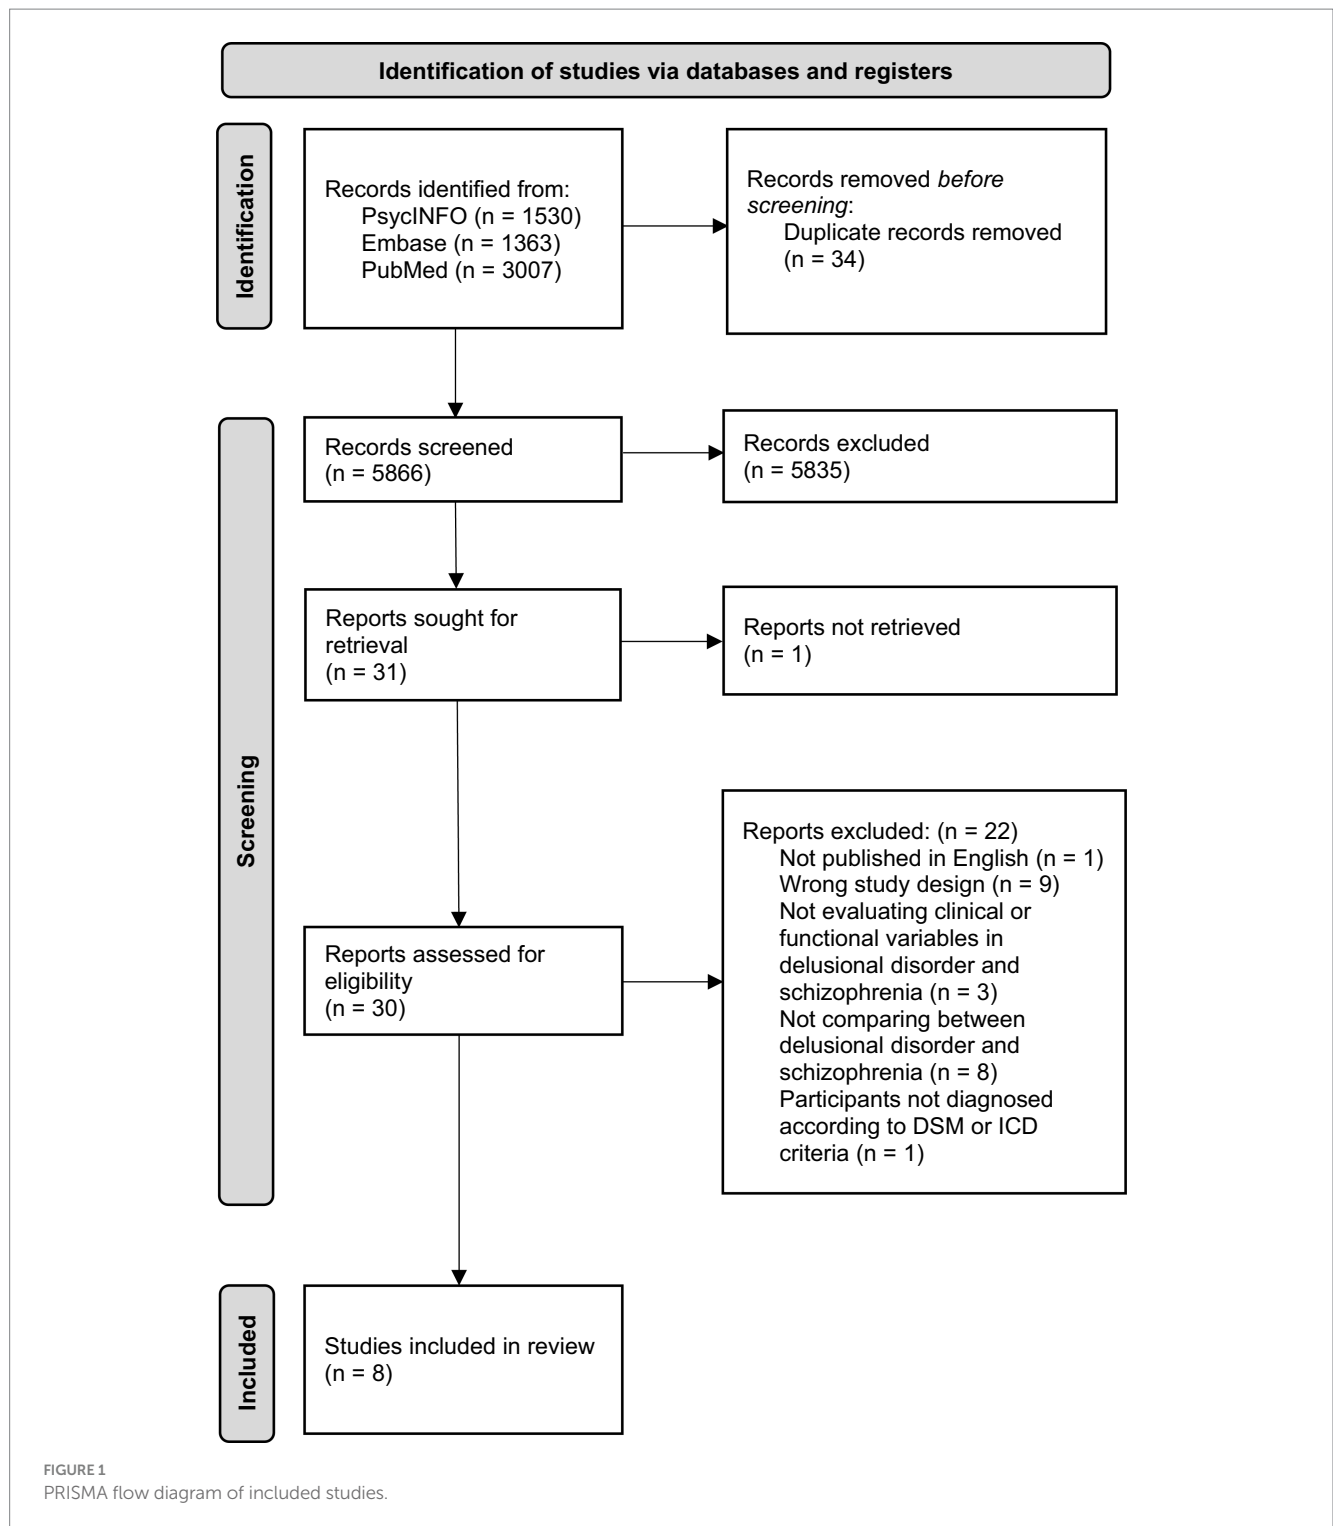 Identification of studies via databases and registers
Identification
Records identified from:
PsycINFO (n = 1530)
Embase (n = 1363)
PubMed (n = 3007)
Records removed before
screening:
Duplicate records removed
(n = 34)
Screening
Records screened
(n = 5866)
Records excluded
(n = 5835)
Reports sought for
retrieval
(n = 31)
Reports not retrieved
(n = 1)
Reports assessed for
eligibility
(n = 30)
Reports excluded: (n = 22)
Not published in English (n = 1)
Wrong study design (n = 9)
Not evaluating clinical or
functional variables in
delusional disorder and
schizophrenia (n = 3)
Not comparing between
delusional disorder and
schizophrenia (n = 8)
Participants not diagnosed
according to DSM or ICD
criteria (n = 1)
Included
Studies included in review
(n = 8)
FIGURE 1
PRISMA flow diagram of included studies.